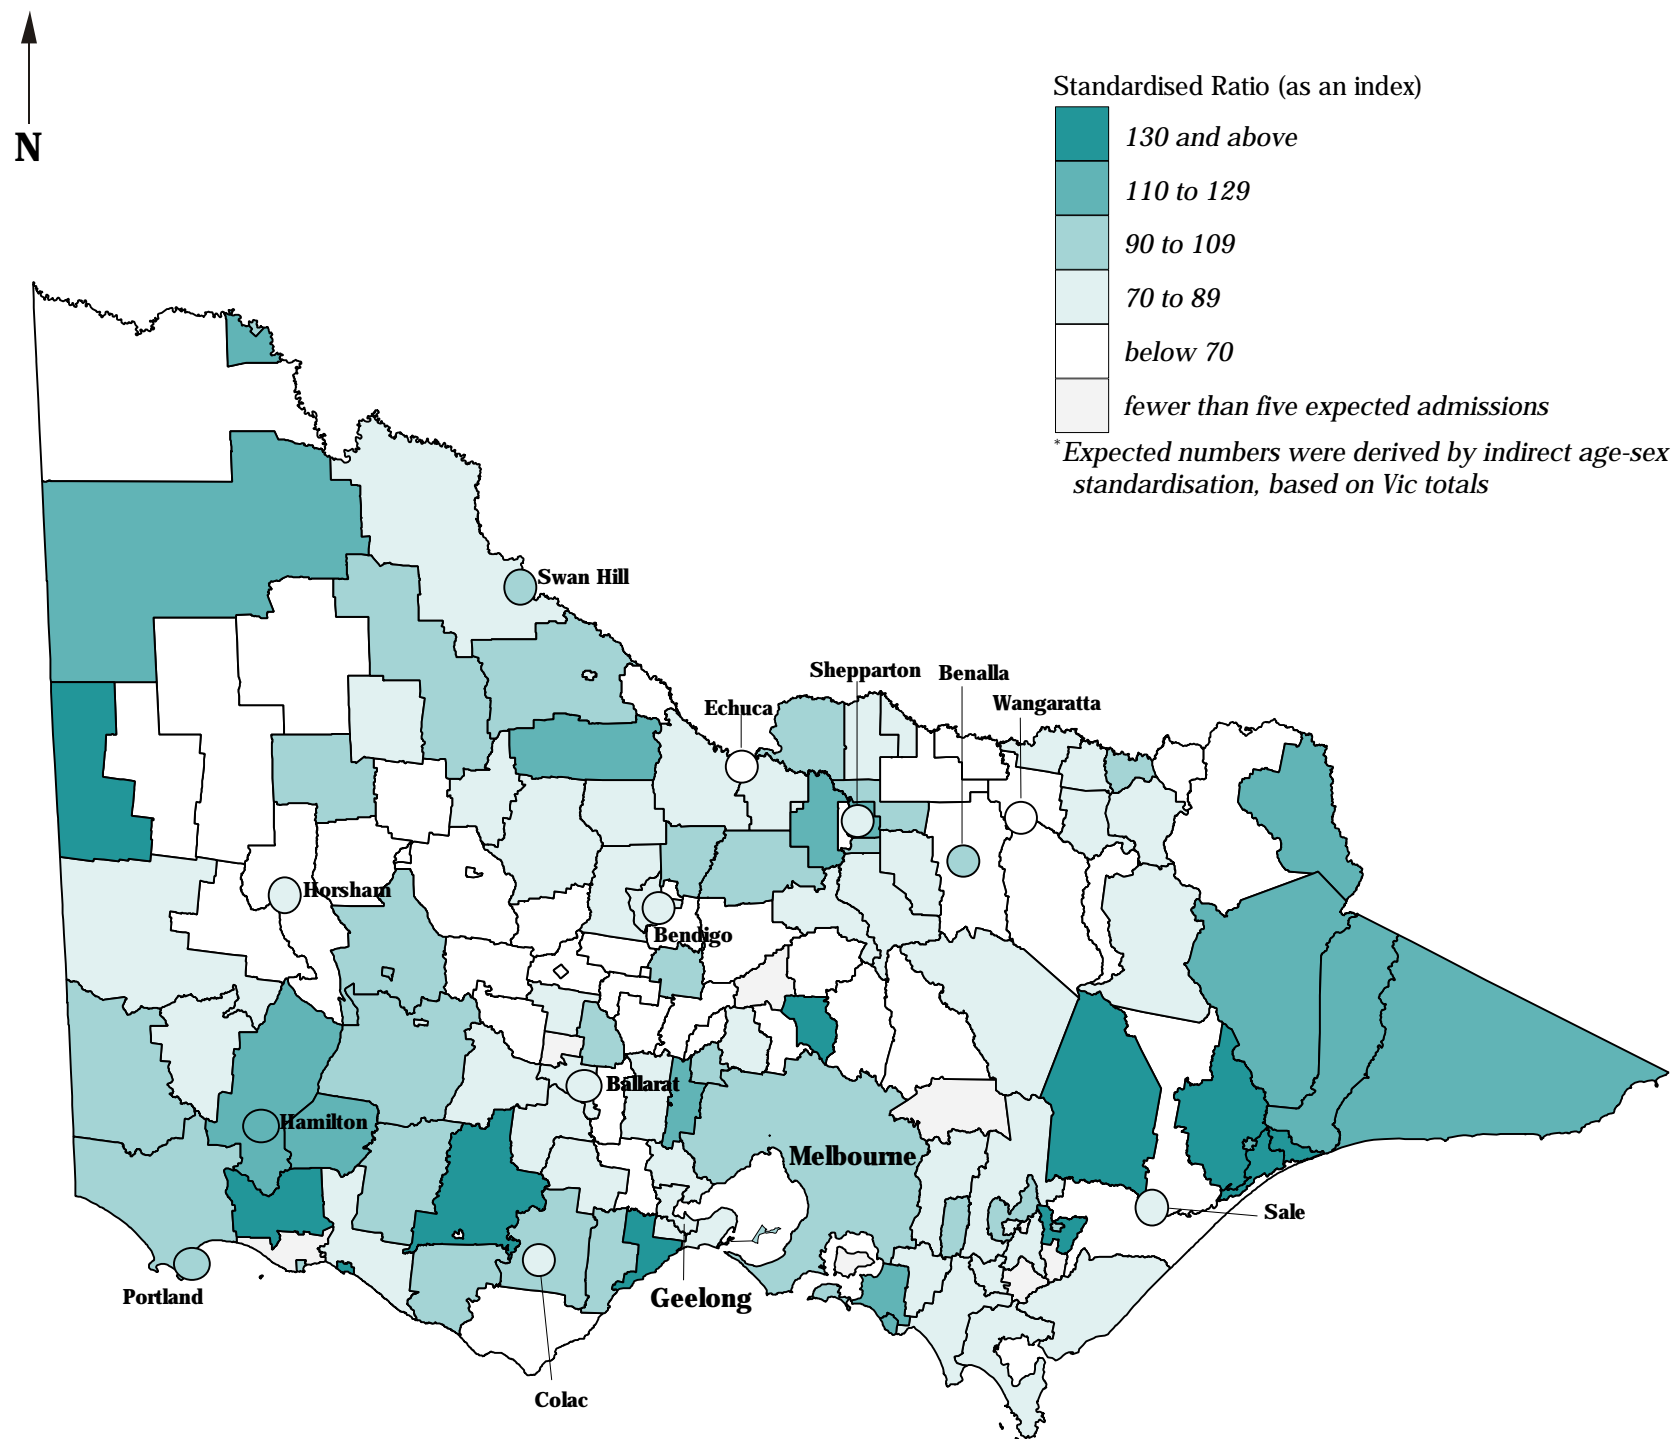 N
Standardised Ratio (as an index)
130 and above
110 to 129
90 to 109
70 to 89
below 70
fewer than five expected admissions
*Expected numbers were derived by indirect age-sex
standardisation, based on Vic totals
Swan Hill
Shepparton
Benalla
Echuca
Wangaratta
Horsham
Bendigo
Ballarat
Hamilton
Melbourne
Sale
Portland
Geelong
Colac